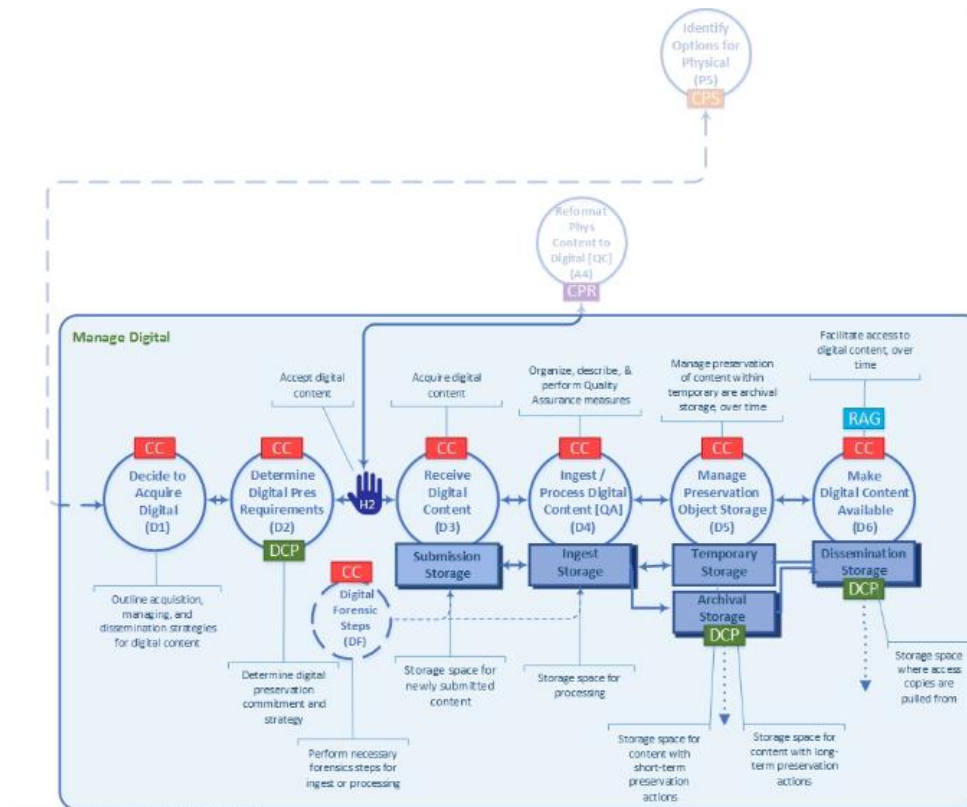 Identify
Options for
Physical
(P5)
CPS
Reformat
Phys
Content to
Digital [QC]
(A4)
CPR
Manage Digital
Accept digital
content
Acquire digital
content
Organize, describe, &
perform Quality
Assurance measures
Manage preservation
of content within
temporary are archival
storage, over time
Facilitate access to
digital content, over
time
RAG
CC
Decide to
Acquire
Digital
(D1)
CC
Determine
Digital Pres
Requirements
(D2)
DCP
H2
CC
Receive
Digital
Content
(D3)
CC
Ingest /
Process Digital
Content [QA]
(D4)
CC
Manage
Preservation
Object Storage
(D5)
CC
Make
Digital Content
Available
(D6)
Submission
Storage
Ingest
Storage
Temporary
Storage
Dissemination
Storage
DCP
Archival
Storage
DCP
CC
Digital
Forensic
Steps
(DF)
Outline acquisition,
managing, and
dissemination strategies
for digital content
Determine digital
preservation
commitment and
strategy
Perform necessary
forensics steps for
ingest or processing
Storage space for
newly submitted
content
Storage space for
processing
Storage space for
content with
short-term
preservation
actions
Storage space for
content with long-
term preservation
actions
Storage space
where access
copies are
pulled from